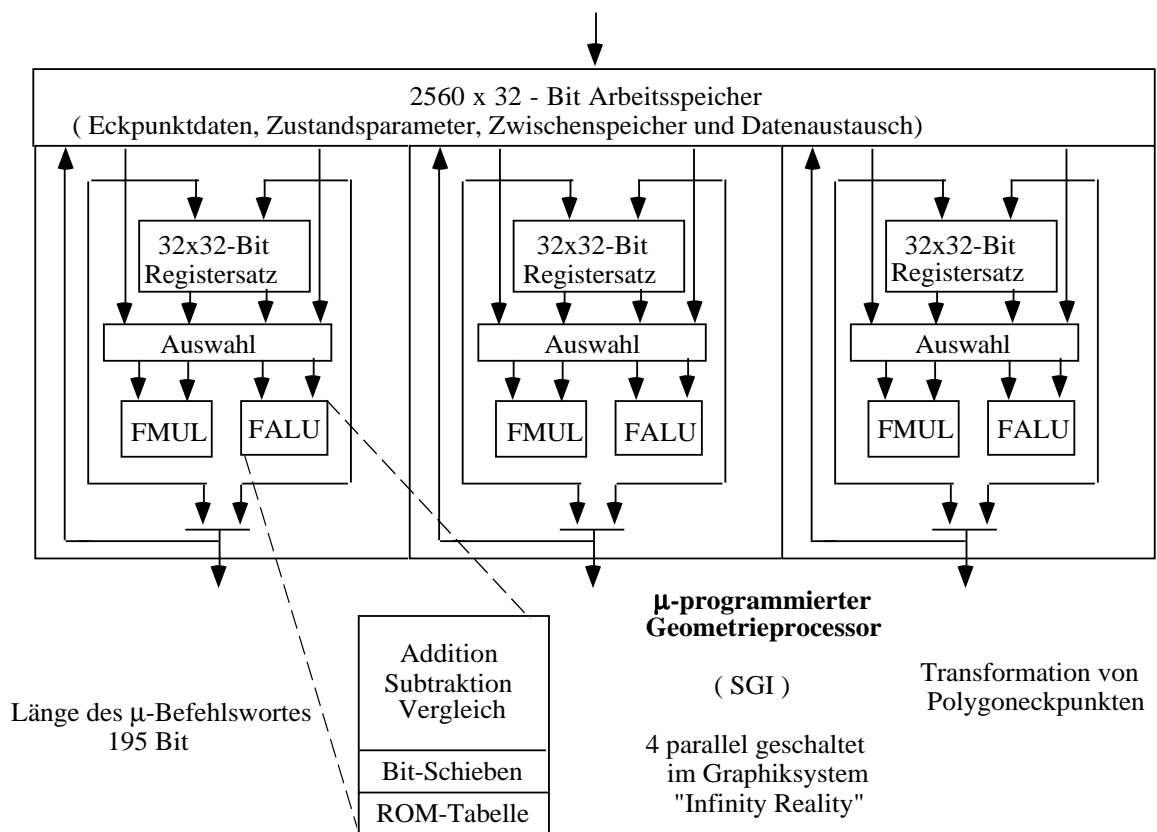 2560 x 32 - Bit Arbeitsspeicher
( Eckpunktdaten, Zustandsparameter, Zwischenspeicher und Datenaustausch)
32x32-Bit
Registersatz
Auswahl
FMUL
FALU
32x32-Bit
Registersatz
Auswahl
FMUL
FALU
32x32-Bit
Registersatz
Auswahl
FMUL
FALU
Länge des µ-Befehlswortes
195 Bit
Addition
Subtraktion
Vergleich
Bit-Schieben
ROM-Tabelle
µ-programmierter
Geometrieprocessor
( SGI )
4 parallel geschaltet
im Graphiksystem
"Infinity Reality"
Transformation von
Polygoneckpunkten